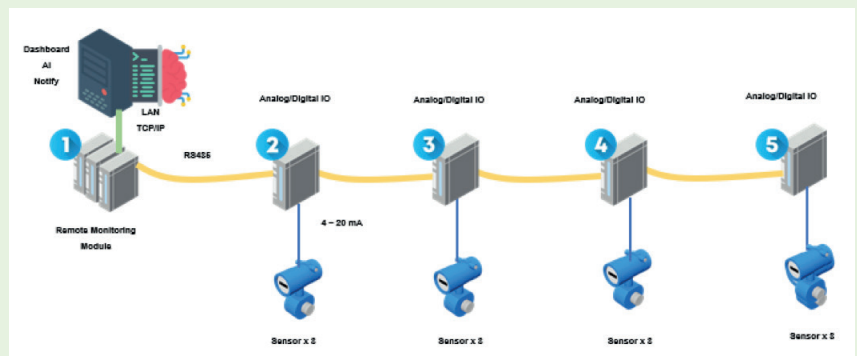 Dashboard
AI
Notify
LAN
TCP/IP
Analog/Digital IO
Analog/Digital IO
Analog/Digital IO
Analog/Digital IO
1
2
3
4
5
RS485
Remote Monitoring
Module
4 – 20 mA
Sensor x 8
Sensor x 8
Sensor x 8
Sensor x 8